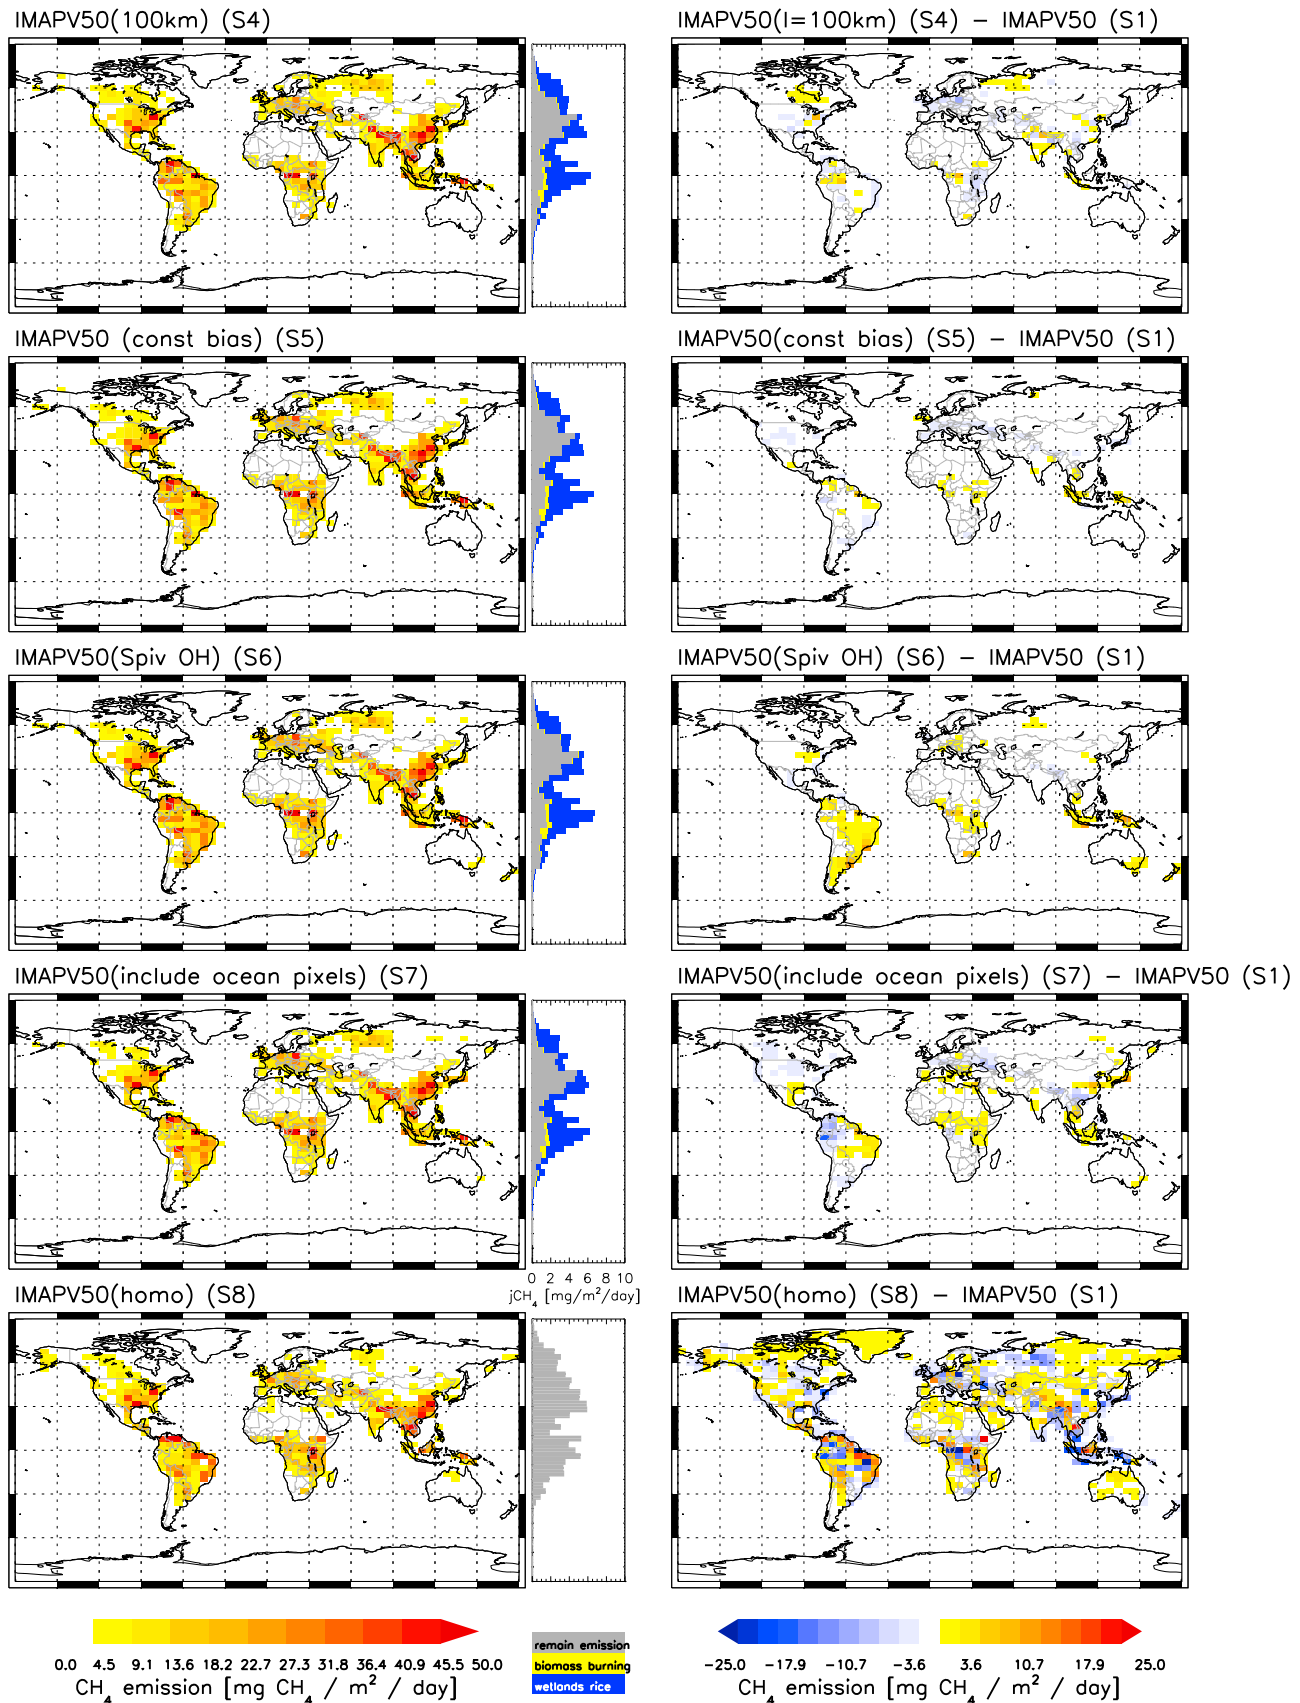 IMAPV50(100km) (S4)
IMAPV50(l=100km) (S4) − IMAPV50 (S1)
IMAPV50 (const bias) (S5)
IMAPV50(const bias) (S5) − IMAPV50 (S1)
IMAPV50(Spiv OH) (S6)
IMAPV50(Spiv OH) (S6) − IMAPV50 (S1)
IMAPV50(include ocean pixels) (S7)
IMAPV50(include ocean pixels) (S7) − IMAPV50 (S1)
0 2 4 6 8 10
jCH4 [mg/m²/day]
IMAPV50(homo) (S8)
IMAPV50(homo) (S8) − IMAPV50 (S1)
remain emission
biomass burning
wetlands rice
0.0 4.5 9.1 13.6 18.2 22.7 27.3 31.8 36.4 40.9 45.5 50.0
CH4 emission [mg CH4 / m² / day]
−25.0 −17.9 −10.7 −3.6 3.6 10.7 17.9 25.0
CH4 emission [mg CH4 / m² / day]